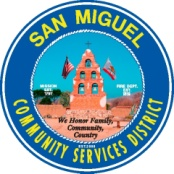 SAN MIGUEL
We Honor Family,
Community,
Country
COMMUNITY SERVICES DISTRICT